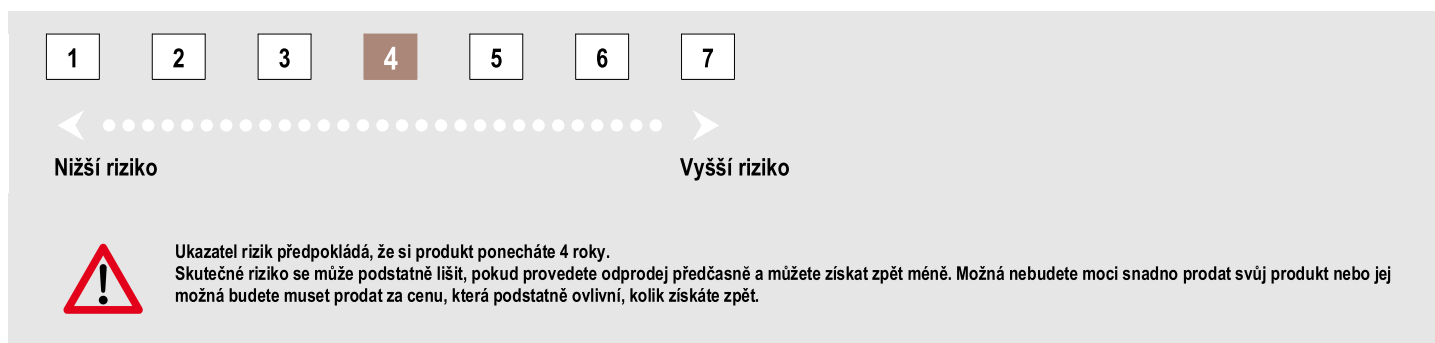 1 2 3 4 5 6 7
Nižší riziko Vyšší riziko
Ukazatel rizik předpokládá, že si produkt ponecháte 4 roky.
Skutečné riziko se může podstatně lišit, pokud provedete odprodej předčasně a můžete získat zpět méně. Možná nebudete moci snadno prodat svůj produkt nebo jej
možná budete muset prodat za cenu, která podstatně ovlivní, kolik získáte zpět.